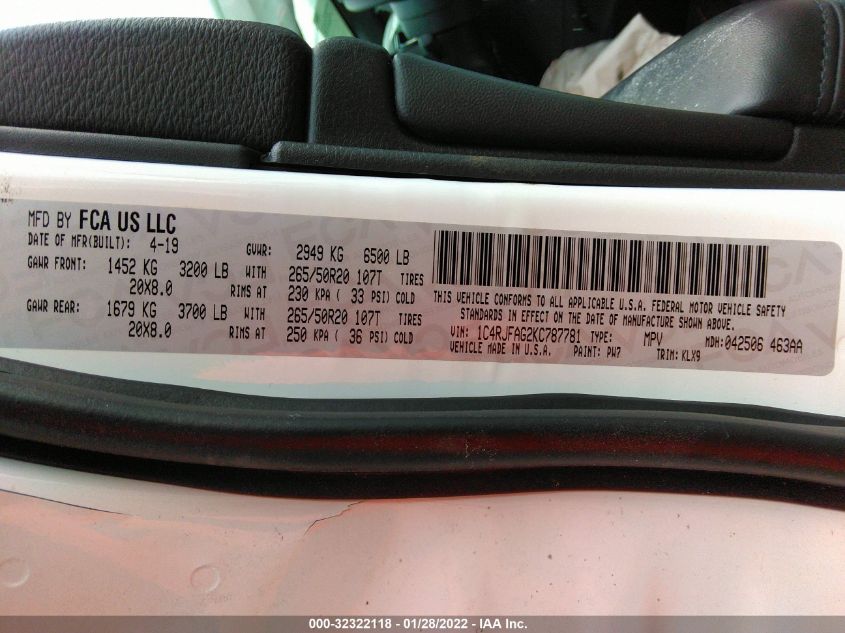 MFD BY FCA US LLC
DATE OF MFR(BUILT): 4-19 GVWR: 2949 KG 6500 LB
GAWR FRONT: 1452 KG 3200 LB WITH 265/50R20 107T TIRES
20X8.0 RIMS AT 230 KPA ( 33 PSI) COLD
GAWR REAR: 1679 KG 3700 LB WITH 265/50R20 107T TIRES
20X8.0 RIMS AT 250 KPA ( 36 PSI) COLD
THIS VEHICLE CONFORMS TO ALL APPLICABLE U.S.A. FEDERAL MOTOR VEHICLE SAFETY
STANDARDS IN EFFECT ON THE DATE OF MANUFACTURE SHOWN ABOVE.
VIN: 1C4RJFAG2KC787781 TYPE: MPV MDH: 042506 463AA
VEHICLE MADE IN U.S.A. PAINT: PW7 TRIM: KLX9
000-32322118 - 01/28/2022 - IAA Inc.